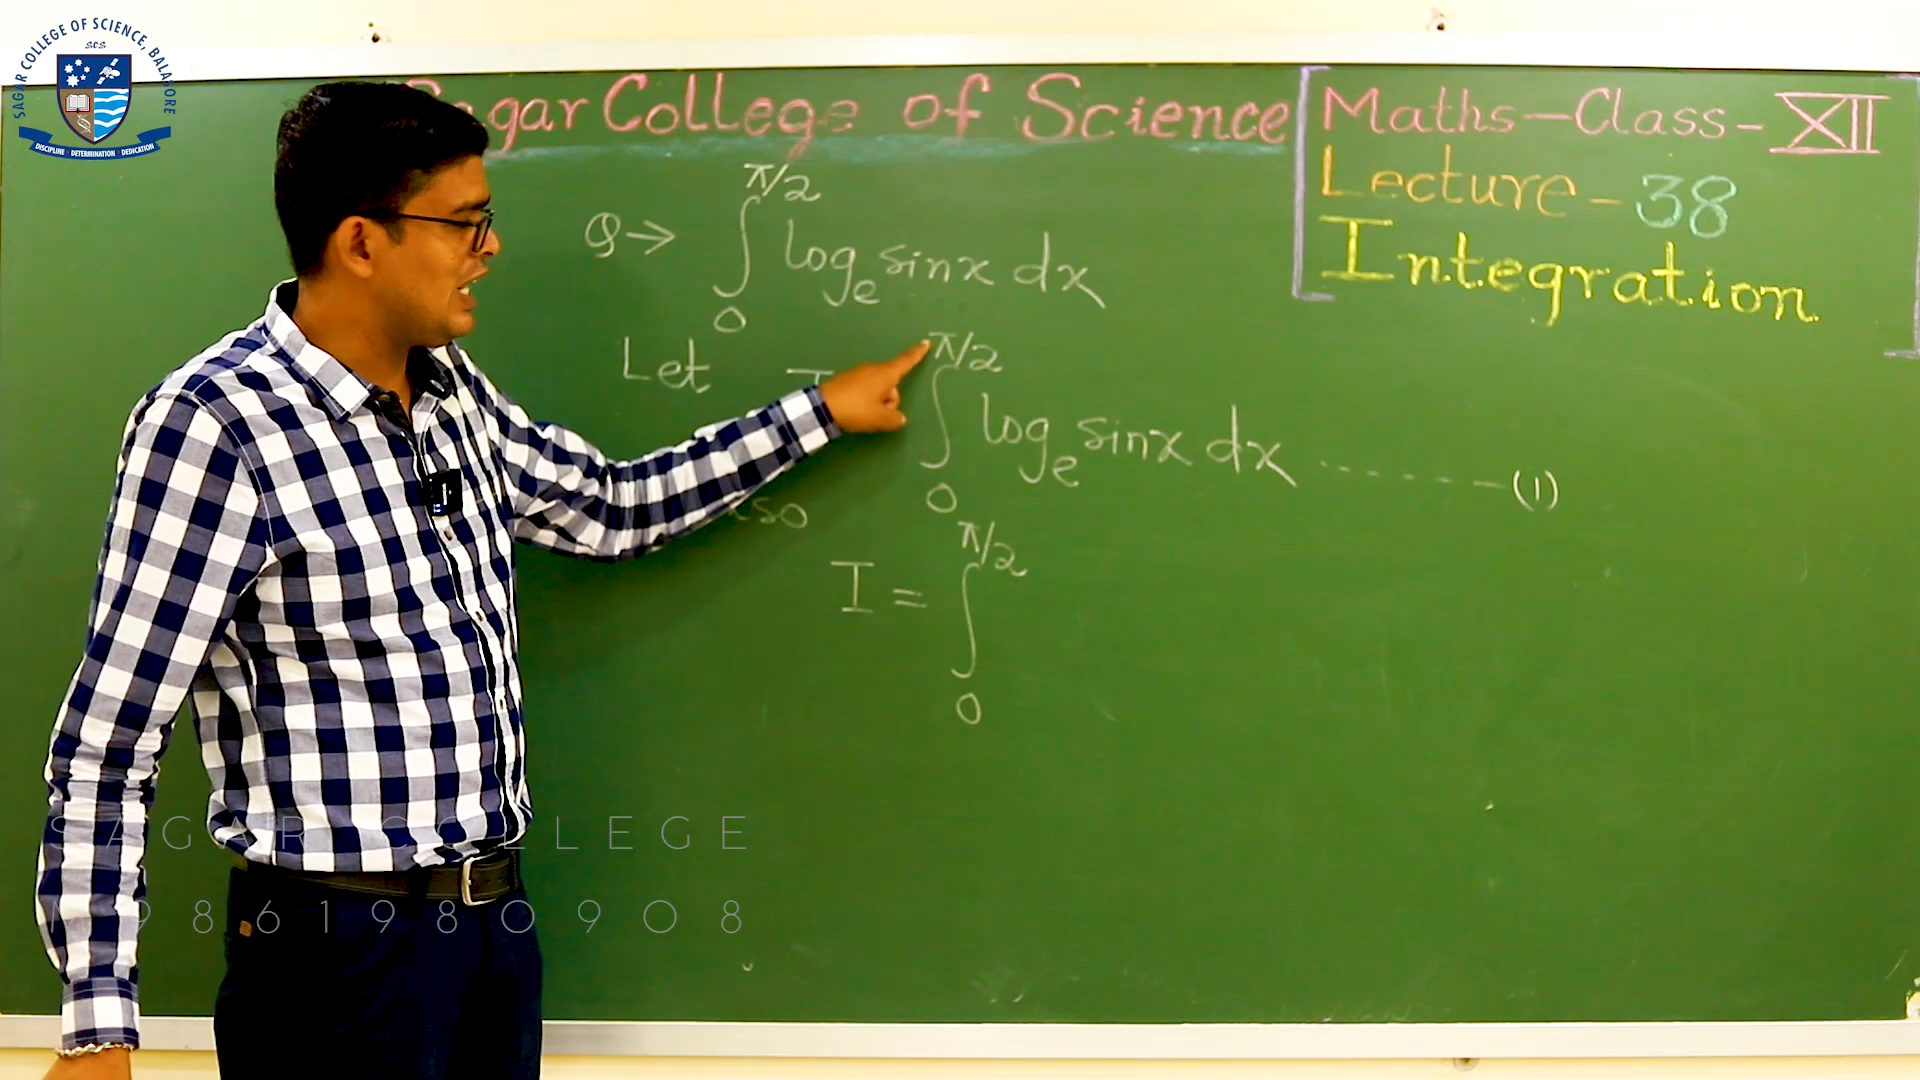 SAGAR COLLEGE OF SCIENCE, BALASORE
SCS
DISCIPLINE DETERMINATION DEDICATION
Sagar College of Science
Maths-Class-XII
Lecture-38
Integration
Q→ ∫₀^π/2 logₑ sinx dx
Let
∫₀^π/2 logₑ sinx dx ------- (1)
I = ∫₀^π/2
SAGAR COLLEGE
M 9861980908